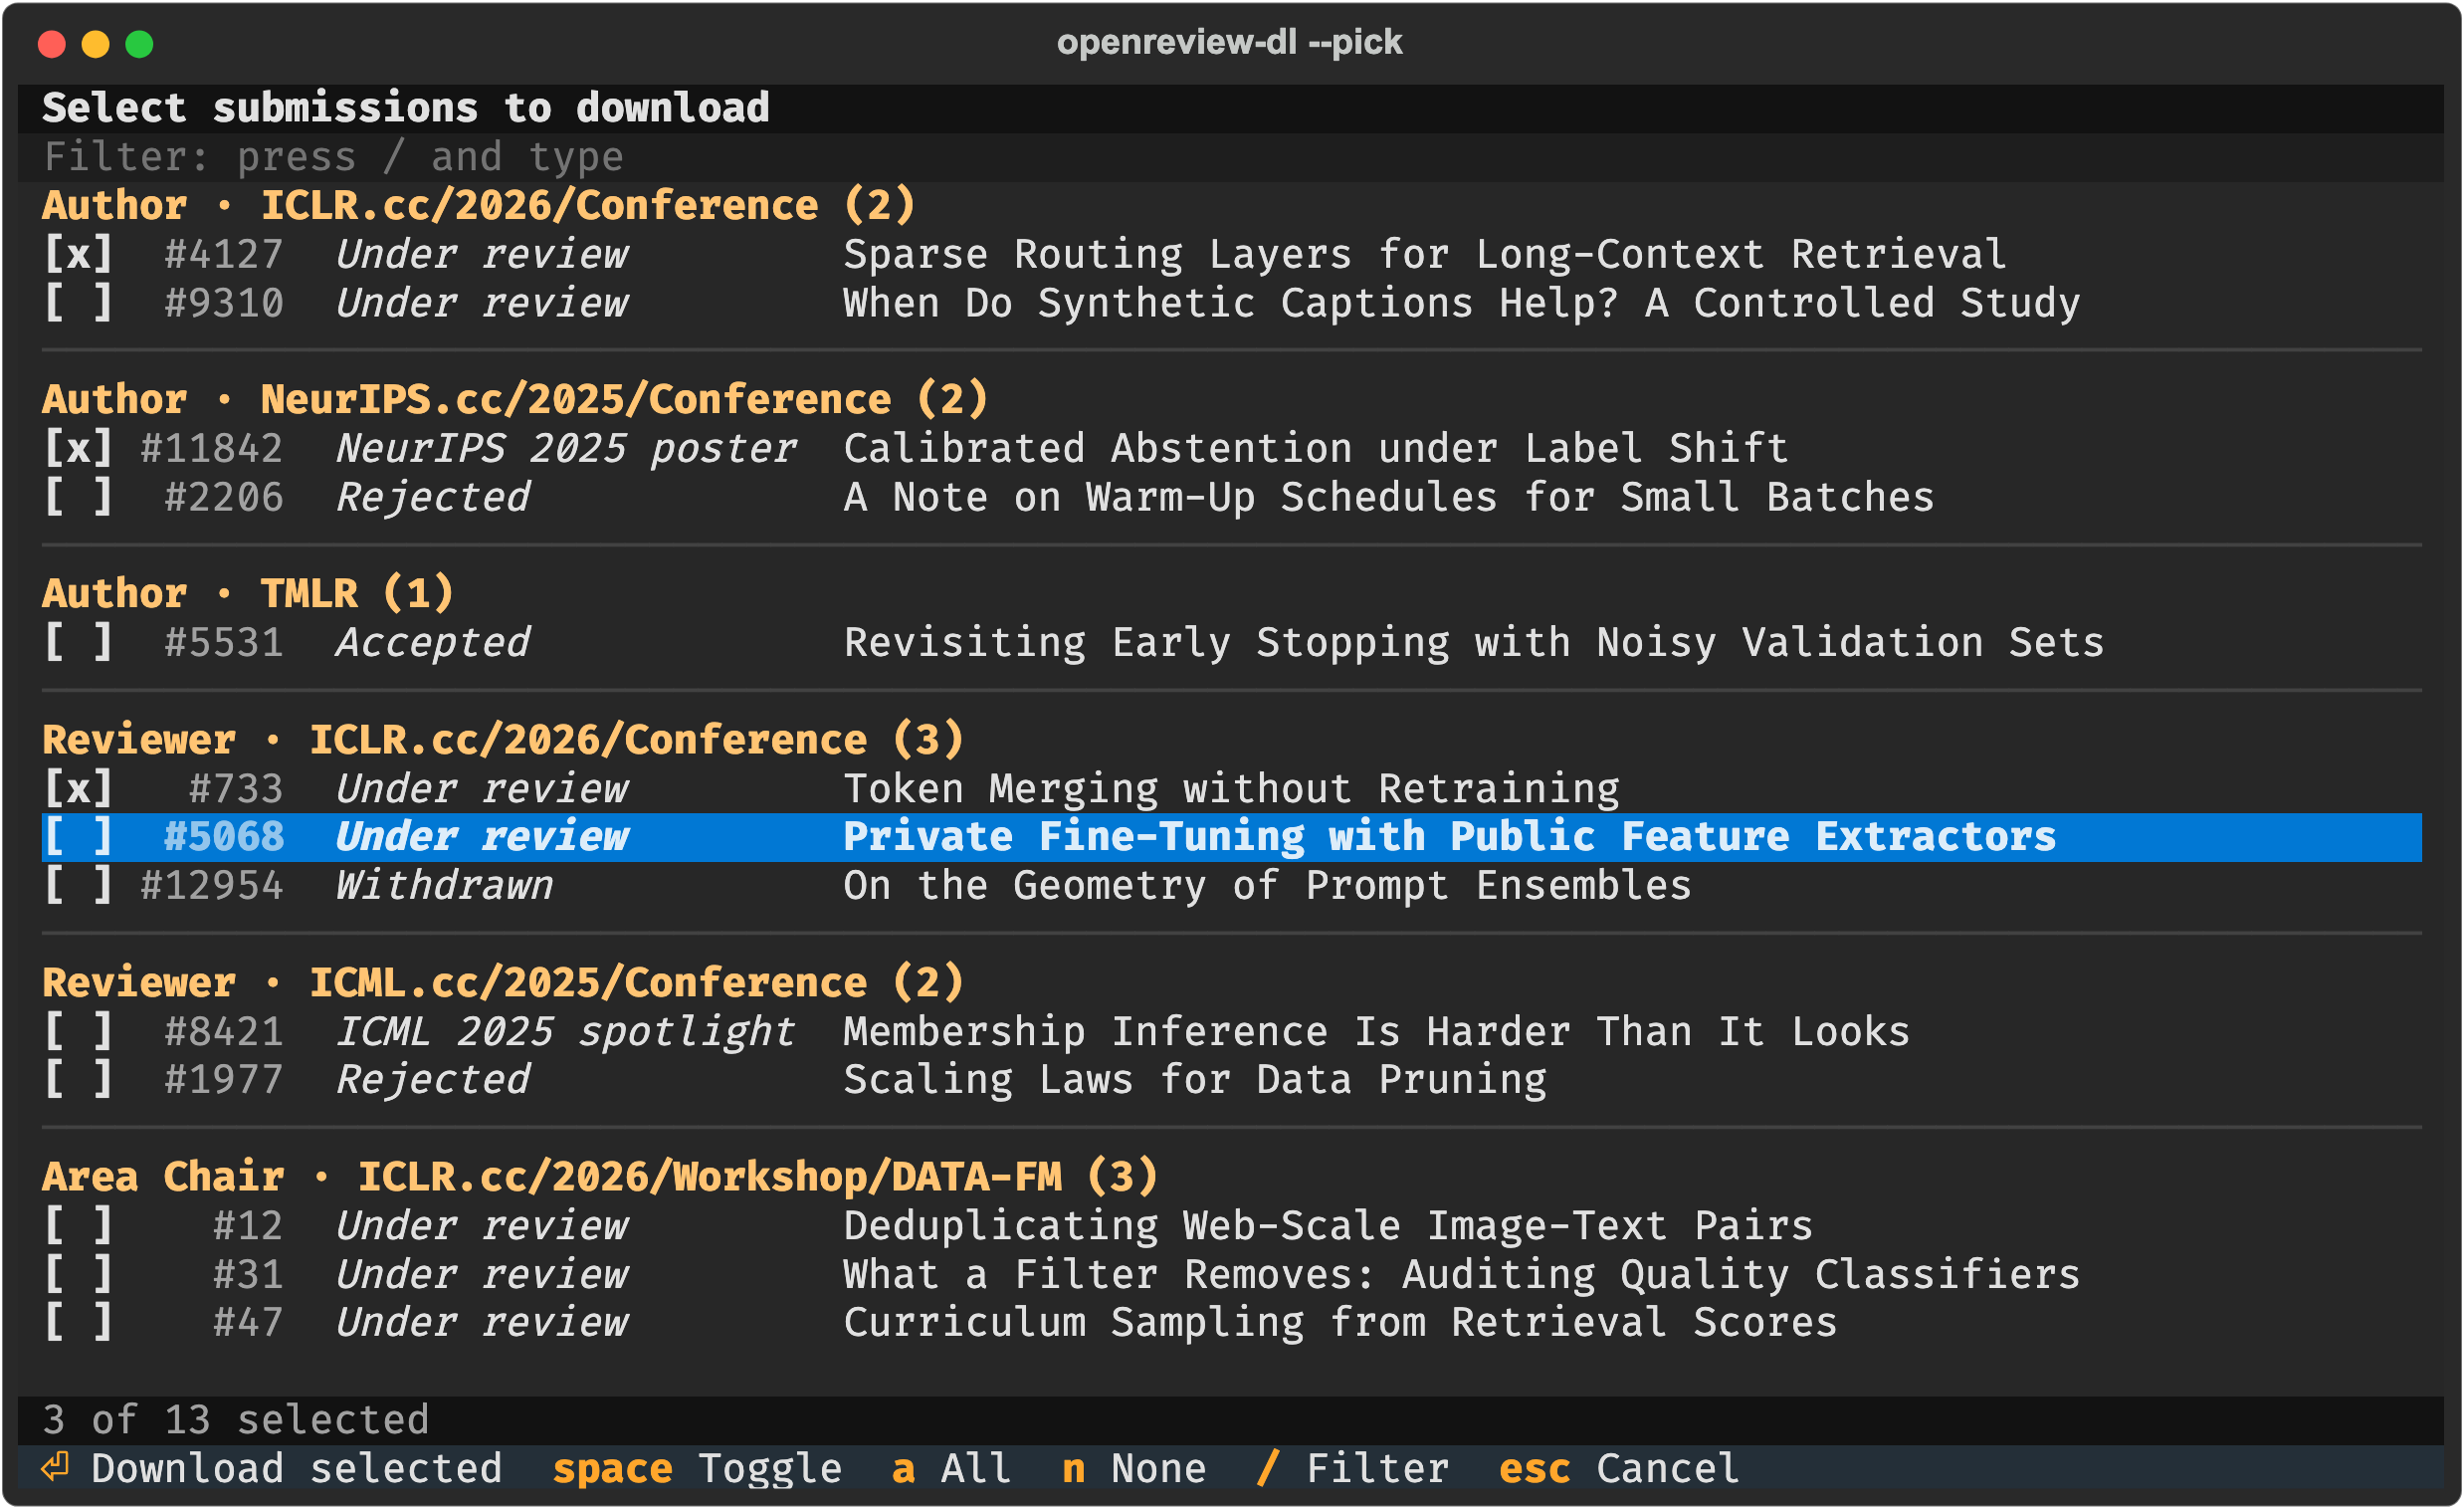 openreview-dl --pick
Select submissions to download
Filter: press / and type
Author · ICLR.cc/2026/Conference (2)
[x] #4127 Under review Sparse Routing Layers for Long-Context Retrieval
[ ] #9310 Under review When Do Synthetic Captions Help? A Controlled Study
Author · NeurIPS.cc/2025/Conference (2)
[x] #11842 NeurIPS 2025 poster Calibrated Abstention under Label Shift
[ ] #2206 Rejected A Note on Warm-Up Schedules for Small Batches
Author · TMLR (1)
[ ] #5531 Accepted Revisiting Early Stopping with Noisy Validation Sets
Reviewer · ICLR.cc/2026/Conference (3)
[x] #733 Under review Token Merging without Retraining
[ ] #5068 Under review Private Fine-Tuning with Public Feature Extractors
[ ] #12954 Withdrawn On the Geometry of Prompt Ensembles
Reviewer · ICML.cc/2025/Conference (2)
[ ] #8421 ICML 2025 spotlight Membership Inference Is Harder Than It Looks
[ ] #1977 Rejected Scaling Laws for Data Pruning
Area Chair · ICLR.cc/2026/Workshop/DATA-FM (3)
[ ] #12 Under review Deduplicating Web-Scale Image-Text Pairs
[ ] #31 Under review What a Filter Removes: Auditing Quality Classifiers
[ ] #47 Under review Curriculum Sampling from Retrieval Scores
3 of 13 selected
⏎ Download selected space Toggle a All n None / Filter esc Cancel